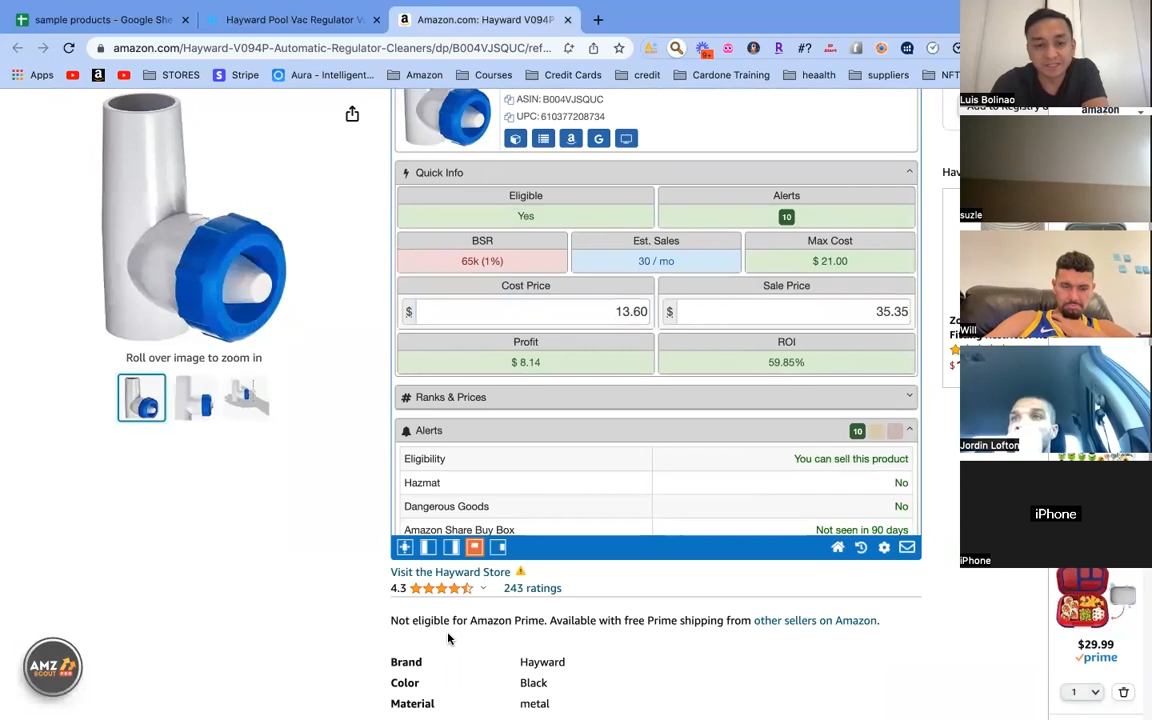 sample products - Google She
Hayward Pool Vac Regulator V
Amazon.com: Hayward V094P
amazon.com/Hayward-V094P-Automatic-Regulator-Cleaners/dp/B004VJSQUC/ref...
9+
R
#?
Apps
STORES
Stripe
Aura - Intelligent...
Amazon
Courses
Credit Cards
credit
Cardone Training
heaalth
suppliers
NFT
Luis Bolinao
amazon
ASIN: B004VJSQUC
UPC: 610377208734
Quick Info
Eligible
Alerts
Yes
10
BSR
Est. Sales
Max Cost
65k (1%)
30 / mo
$ 21.00
Cost Price
Sale Price
$ 13.60
$ 35.35
Profit
ROI
$ 8.14
59.85%
Roll over image to zoom in
Ranks & Prices
Alerts
10
Eligibility
You can sell this product
Hazmat
No
Dangerous Goods
No
Amazon Share Buy Box
Not seen in 90 days
Visit the Hayward Store
4.3
243 ratings
Not eligible for Amazon Prime. Available with free Prime shipping from other sellers on Amazon.
Brand Hayward
Color Black
Material metal
AMZ
SCOUT PRO
Hav
suzie
Will
Jordin Lofton
iPhone
iPhone
$29.99
prime
1